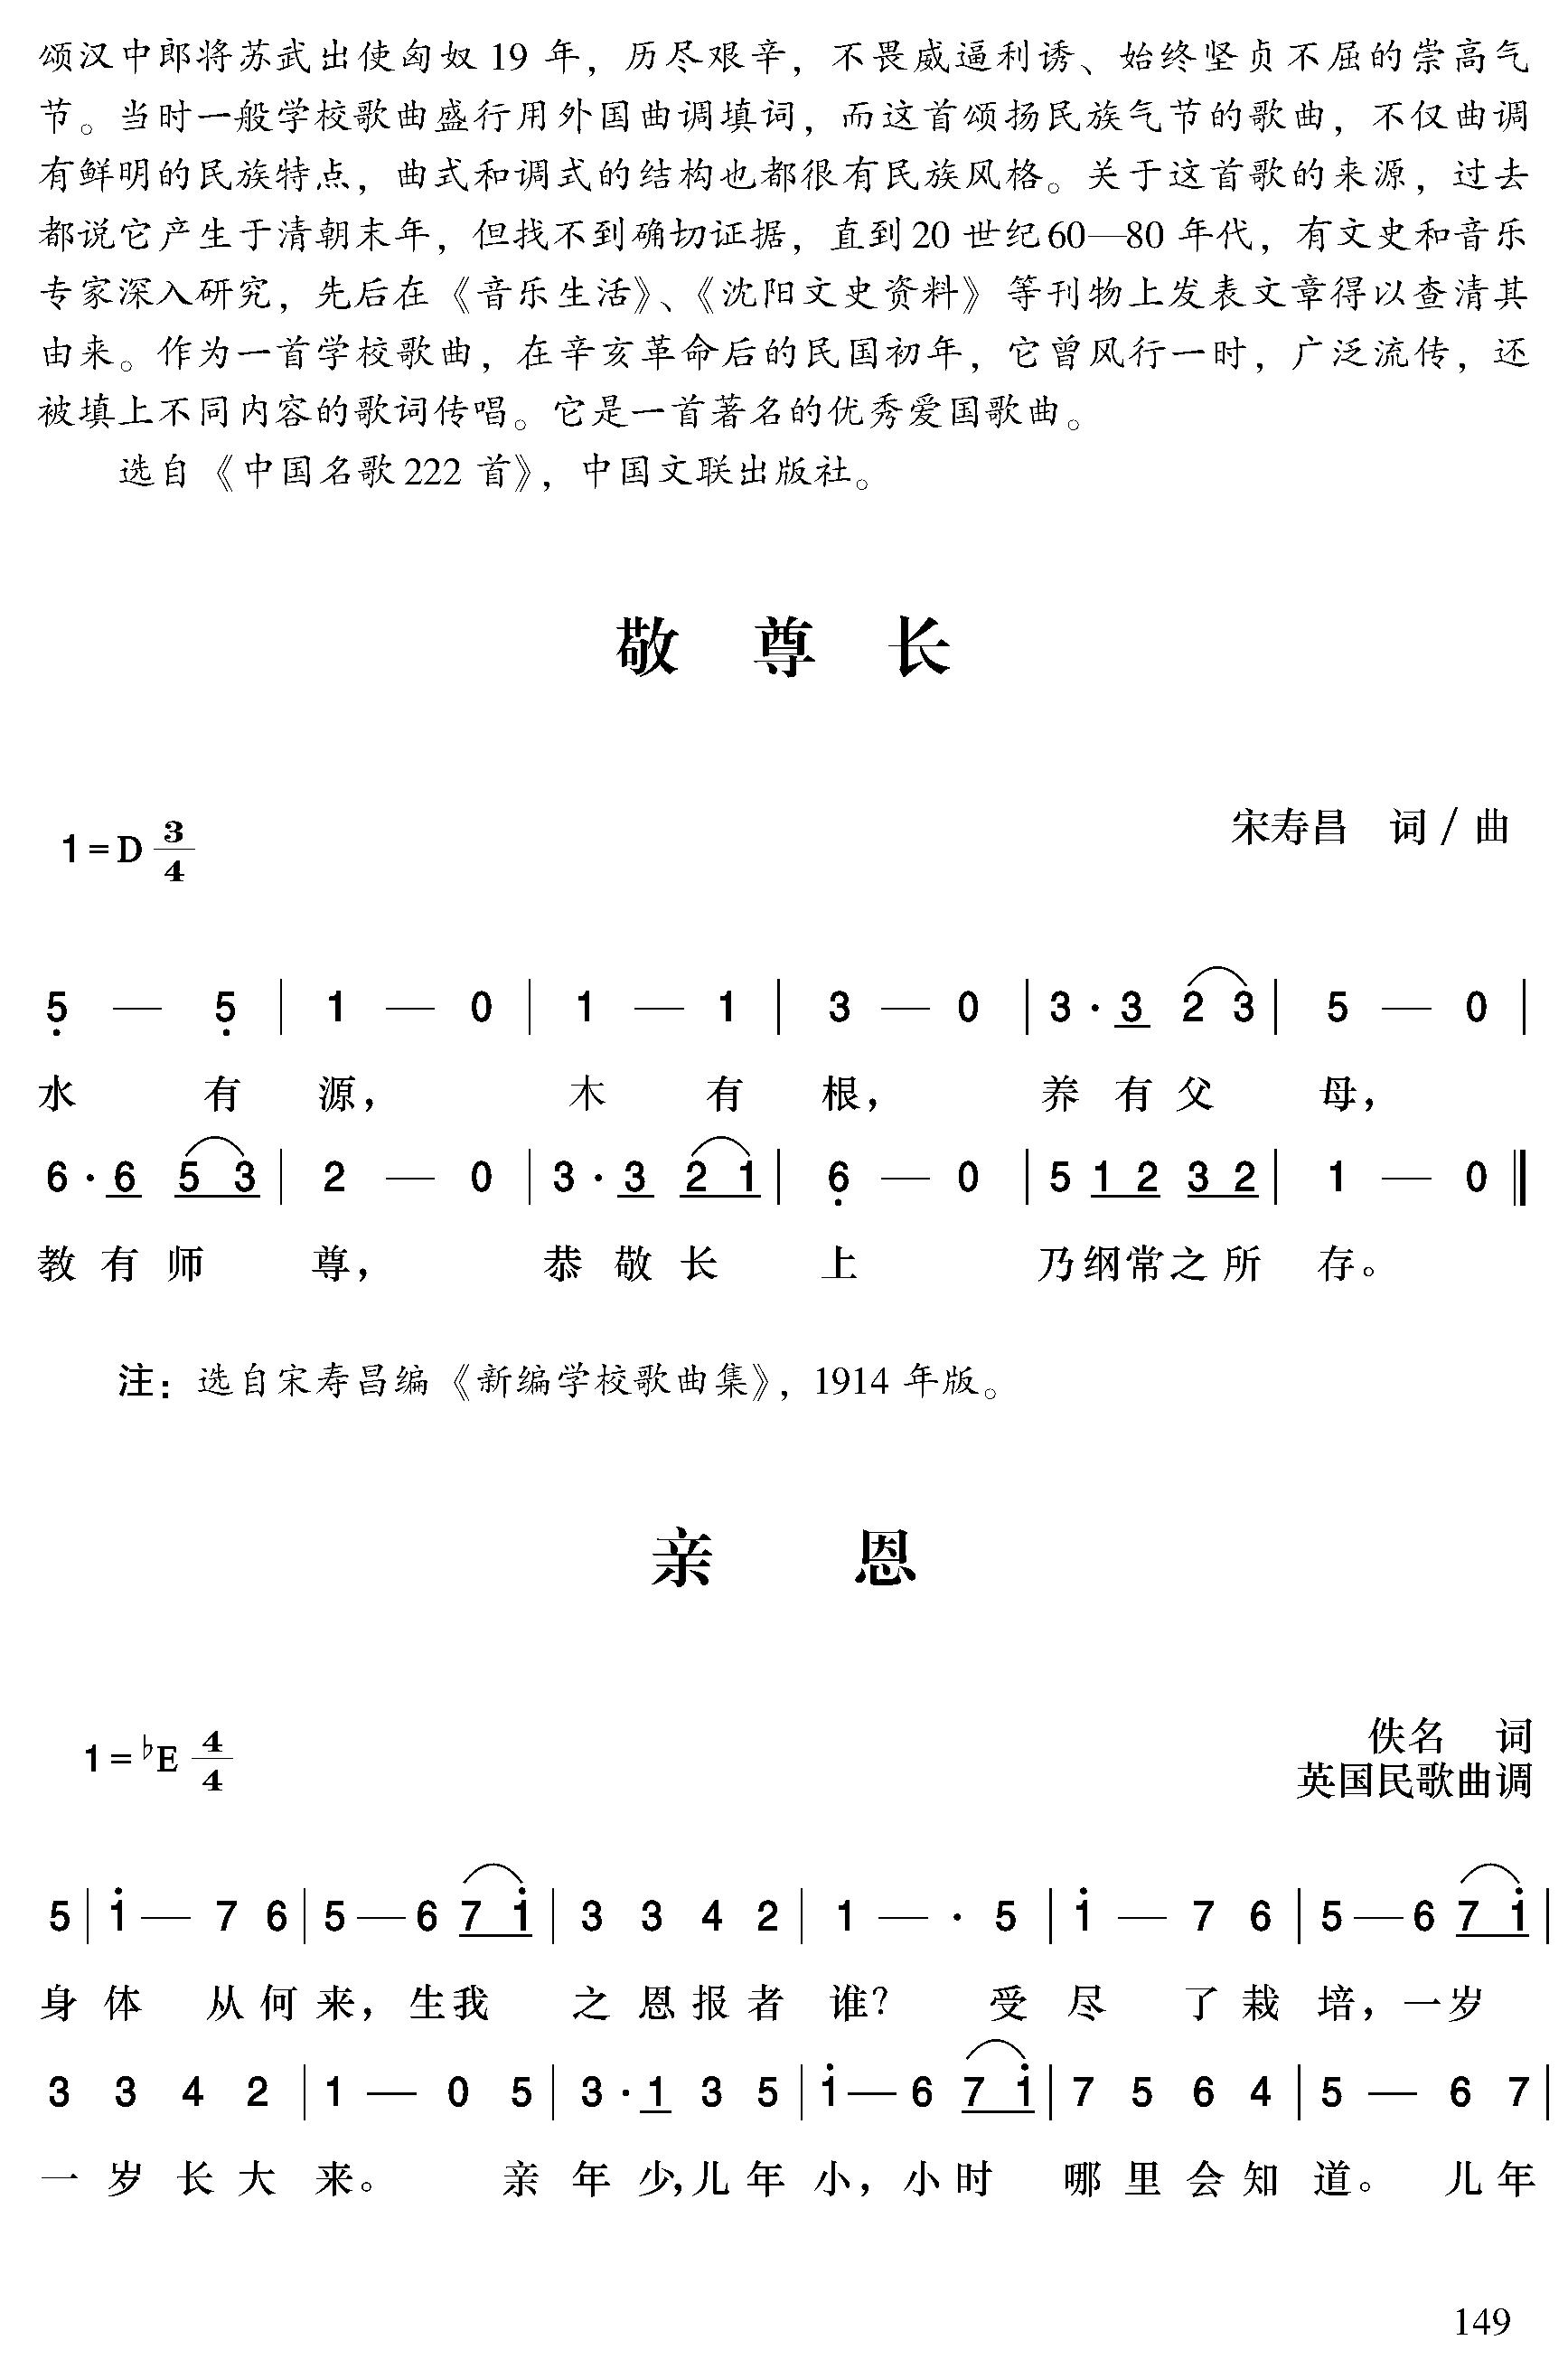 颂汉中郎将苏武出使匈奴19 年，历尽艰辛，不畏威逼利诱、始终坚贞不屈的崇高气
节。当时一般学校歌曲盛行用外国曲调填词，而这首颂扬民族气节的歌曲，不仅曲调
有鲜明的民族特点，曲式和调式的结构也都很有民族风格。关于这首歌的来源，过去
都说它产生于清朝末年，但找不到确切证据，直到20 世纪60—80 年代，有文史和音乐
专家深入研究，先后在《音乐生活》、《沈阳文史资料》等刊物上发表文章得以查清其
由来。作为一首学校歌曲，在辛亥革命后的民国初年，它曾风行一时，广泛流传，还
被填上不同内容的歌词传唱。它是一首著名的优秀爱国歌曲。
选自《中国名歌222 首》，中国文联出版社。
敬 尊 长
宋寿昌 词 / 曲
1=D 3/4
5̣ — 5̣ | 1 — 0 | 1 — 1 | 3 — 0 | 3 · 3 2 3 | 5 — 0 |
水 有 源， 木 有 根， 养 有 父 母，
6 · 6 5 3 | 2 — 0 | 3 · 3 2 1 | 6̣ — 0 | 5 1 2 3 2 | 1 — 0 ‖
教 有 师 尊， 恭 敬 长 上 乃纲常之所 存。
注：选自宋寿昌编《新编学校歌曲集》，1914 年版。
亲 恩
佚名 词
1=♭E 4/4
英国民歌曲调
5 | i — 7 6 | 5 — 6 7 i | 3 3 4 2 | 1 — · 5 | i — 7 6 | 5 — 6 7 i |
身 体 从 何 来，生我 之 恩 报 者 谁？ 受 尽 了 栽 培，一岁
3 3 4 2 | 1 — 0 5 | 3 · 1 3 5 | i — 6 7 i | 7 5 6 4 | 5 — 6 7 |
一 岁 长 大 来。 亲 年 少，儿 年 小，小时 哪 里 会 知 道。 儿 年
149